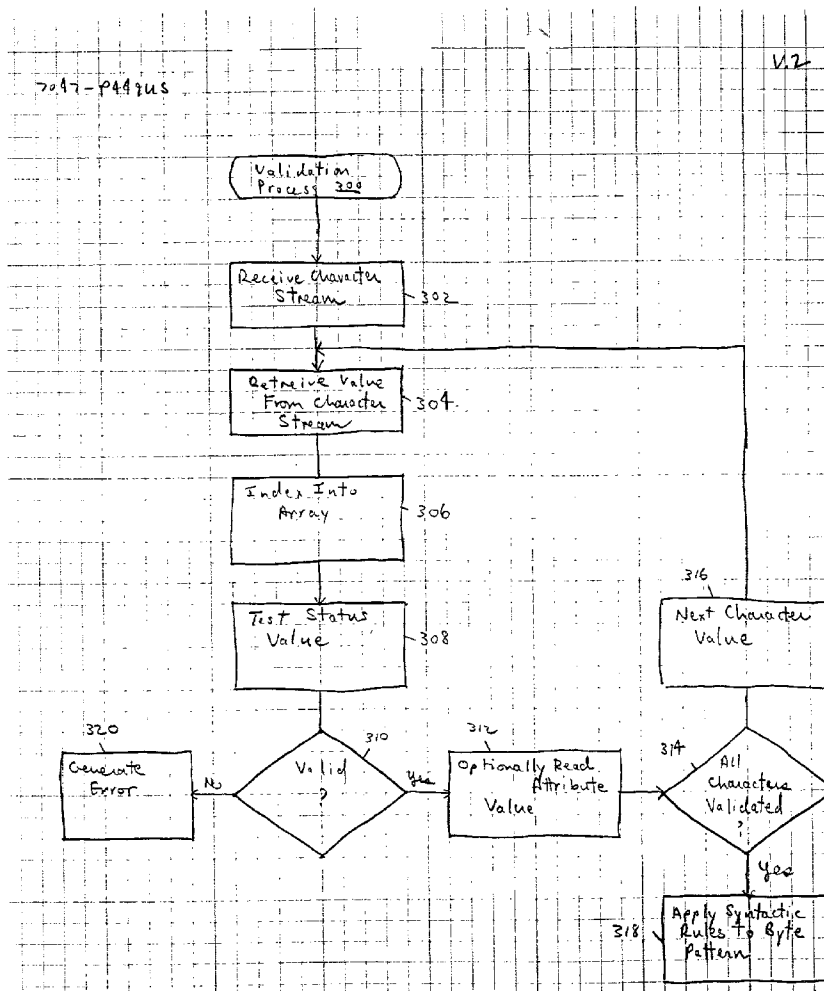 V.2
7047-P449US
Validation
Process 300
Receive Character
Stream
302
Retreive Value
From Character
Stream
304
Index Into
Array
306
Test Status
Value
308
316
Next Character
Value
320
Generate
Error
No
310
Valid
?
Yes
312
Optionally Read
Attribute
Value
314
All
Characters
Validated
?
Yes
318
Apply Syntactic
Rules to Byte
Pattern